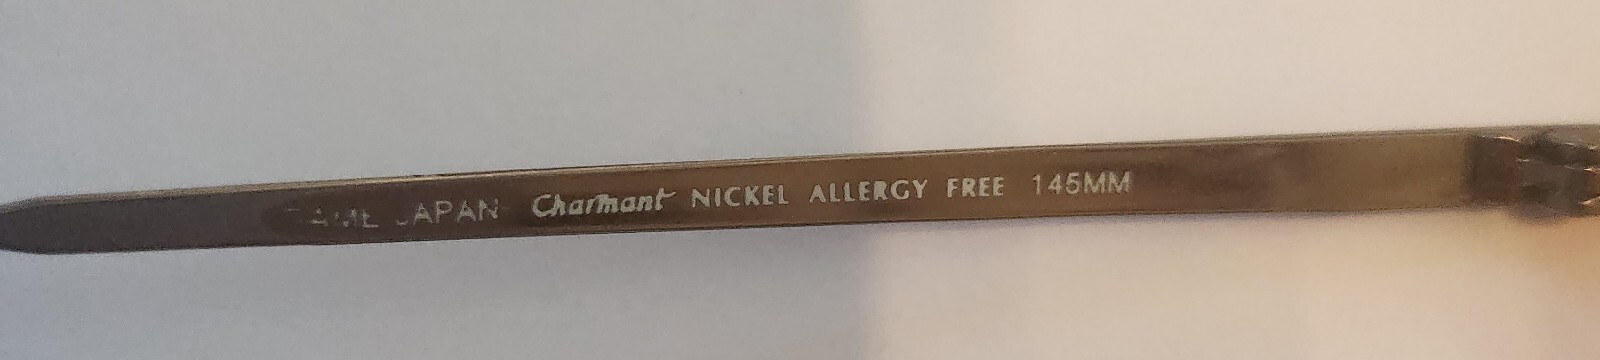 JAPAN Charmant NICKEL ALLERGY FREE 145MM